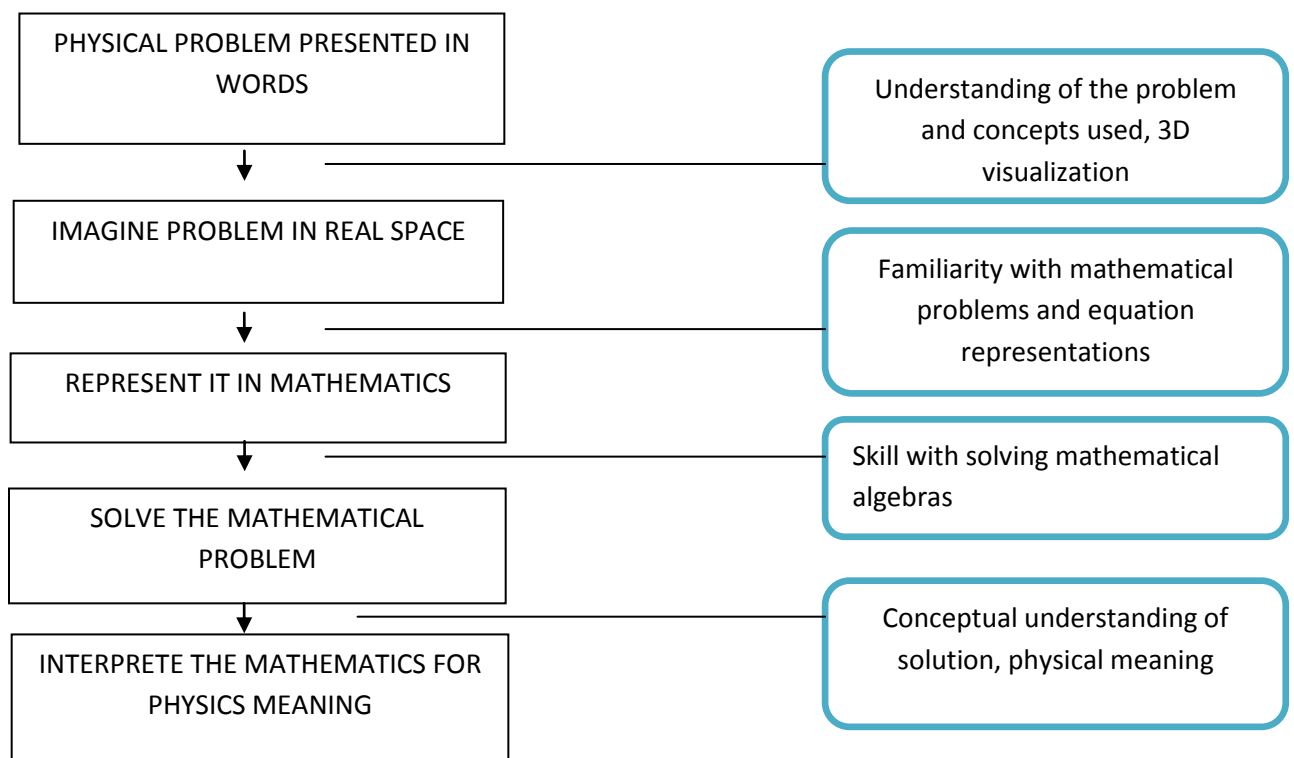 PHYSICAL PROBLEM PRESENTED IN
WORDS
Understanding of the problem
and concepts used, 3D
visualization
IMAGINE PROBLEM IN REAL SPACE
Familiarity with mathematical
problems and equation
representations
REPRESENT IT IN MATHEMATICS
Skill with solving mathematical
algebras
SOLVE THE MATHEMATICAL
PROBLEM
Conceptual understanding of
solution, physical meaning
INTERPRETE THE MATHEMATICS FOR
PHYSICS MEANING